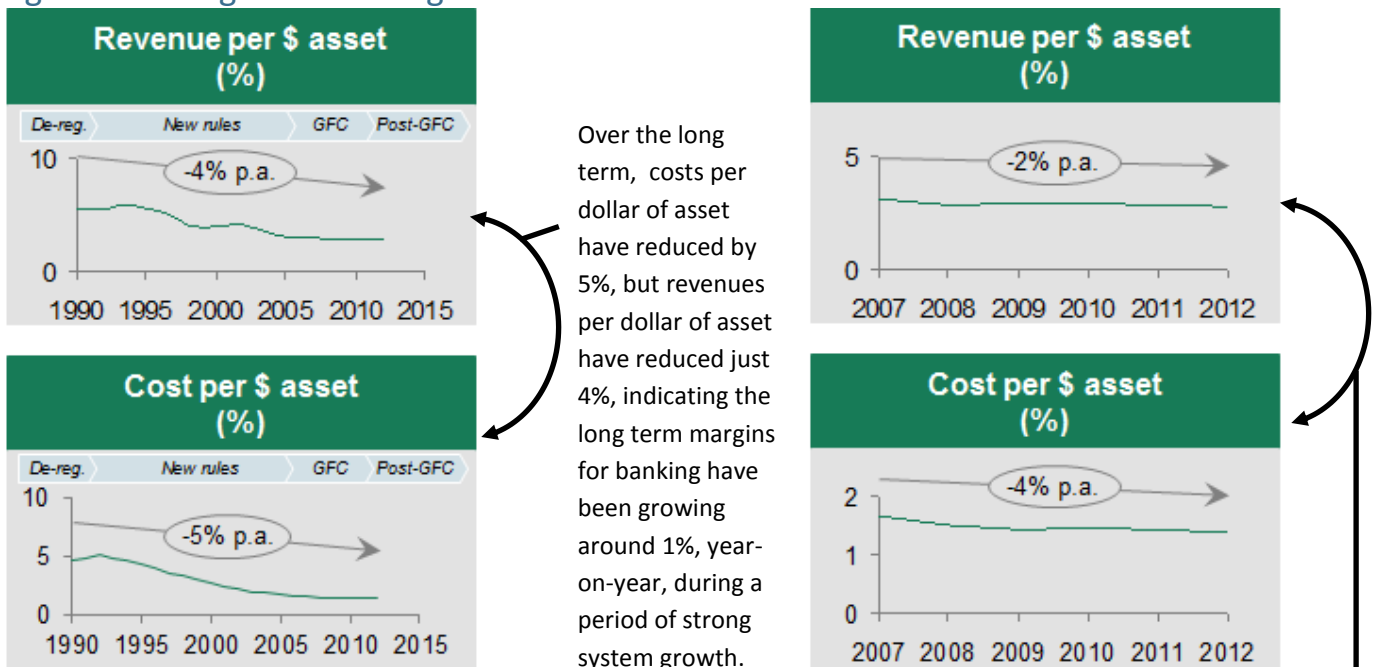 Revenue per $ asset
(%)
De-reg. New rules GFC Post-GFC
10
-4% p.a.
0
1990 1995 2000 2005 2010 2015
Cost per $ asset
(%)
De-reg. New rules GFC Post-GFC
10
-5% p.a.
5
0
1990 1995 2000 2005 2010 2015
Over the long
term, costs per
dollar of asset
have reduced by
5%, but revenues
per dollar of asset
have reduced just
4%, indicating the
long term margins
for banking have
been growing
around 1%, year-
on-year, during a
period of strong
system growth.
Revenue per $ asset
(%)
5
-2% p.a.
0
2007 2008 2009 2010 2011 2012
Cost per $ asset
(%)
-4% p.a.
2
1
0
2007 2008 2009 2010 2011 2012